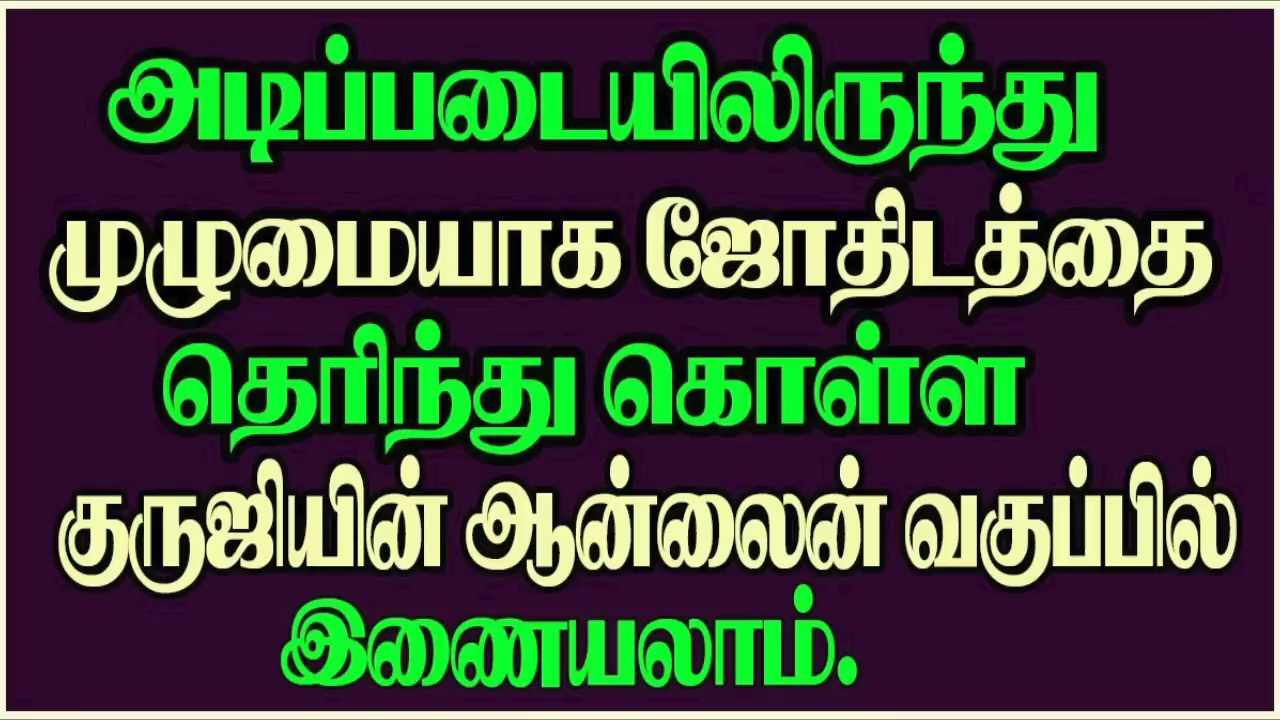 அடிப்படையிலிருந்து
முழுமையாக ஜோதிடத்தை
தெரிந்து கொள்ள
குருஜியின் ஆன்லைன் வகுப்பில்
இணையலாம்.